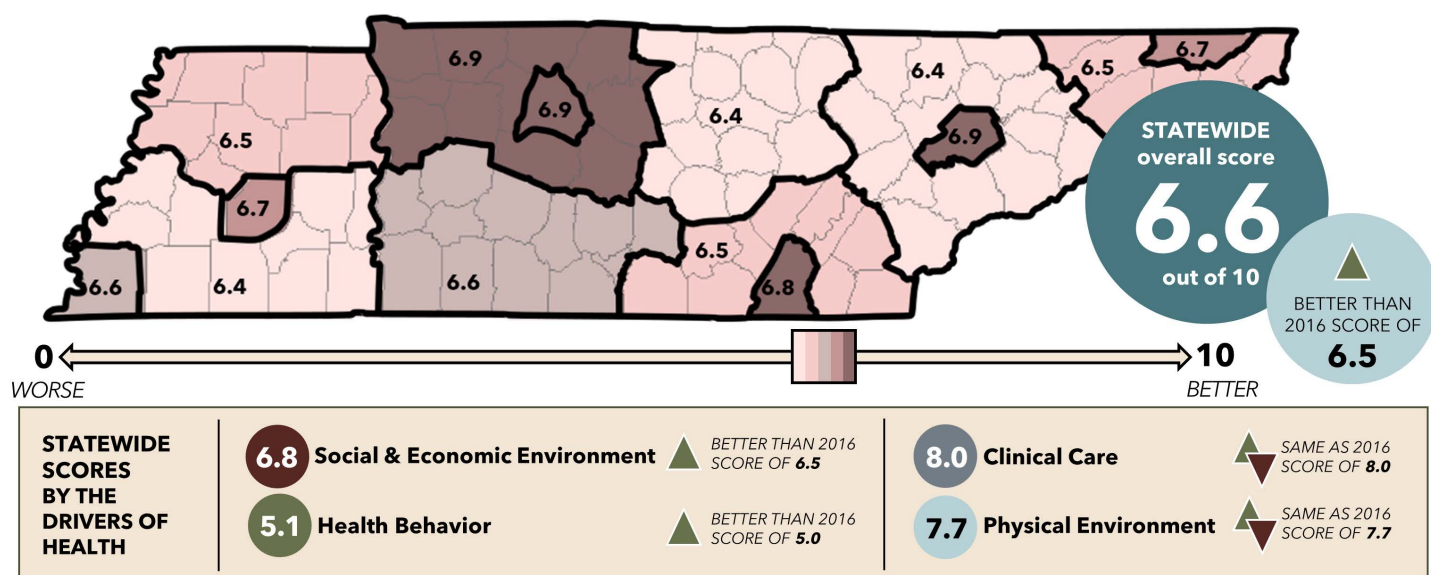 6.9
6.7
6.5
6.4
6.9
6.4
6.9
6.5
6.7
6.5
6.6
6.4
6.6
6.8
STATEWIDE
overall score
6.6
out of 10
BETTER THAN
2016 SCORE OF
6.5
0
10
WORSE
BETTER
STATEWIDE
SCORES
BY THE
DRIVERS OF
HEALTH
6.8 Social & Economic Environment
BETTER THAN 2016
SCORE OF 6.5
5.1 Health Behavior
BETTER THAN 2016
SCORE OF 5.0
8.0 Clinical Care
SAME AS 2016
SCORE OF 8.0
7.7 Physical Environment
SAME AS 2016
SCORE OF 7.7